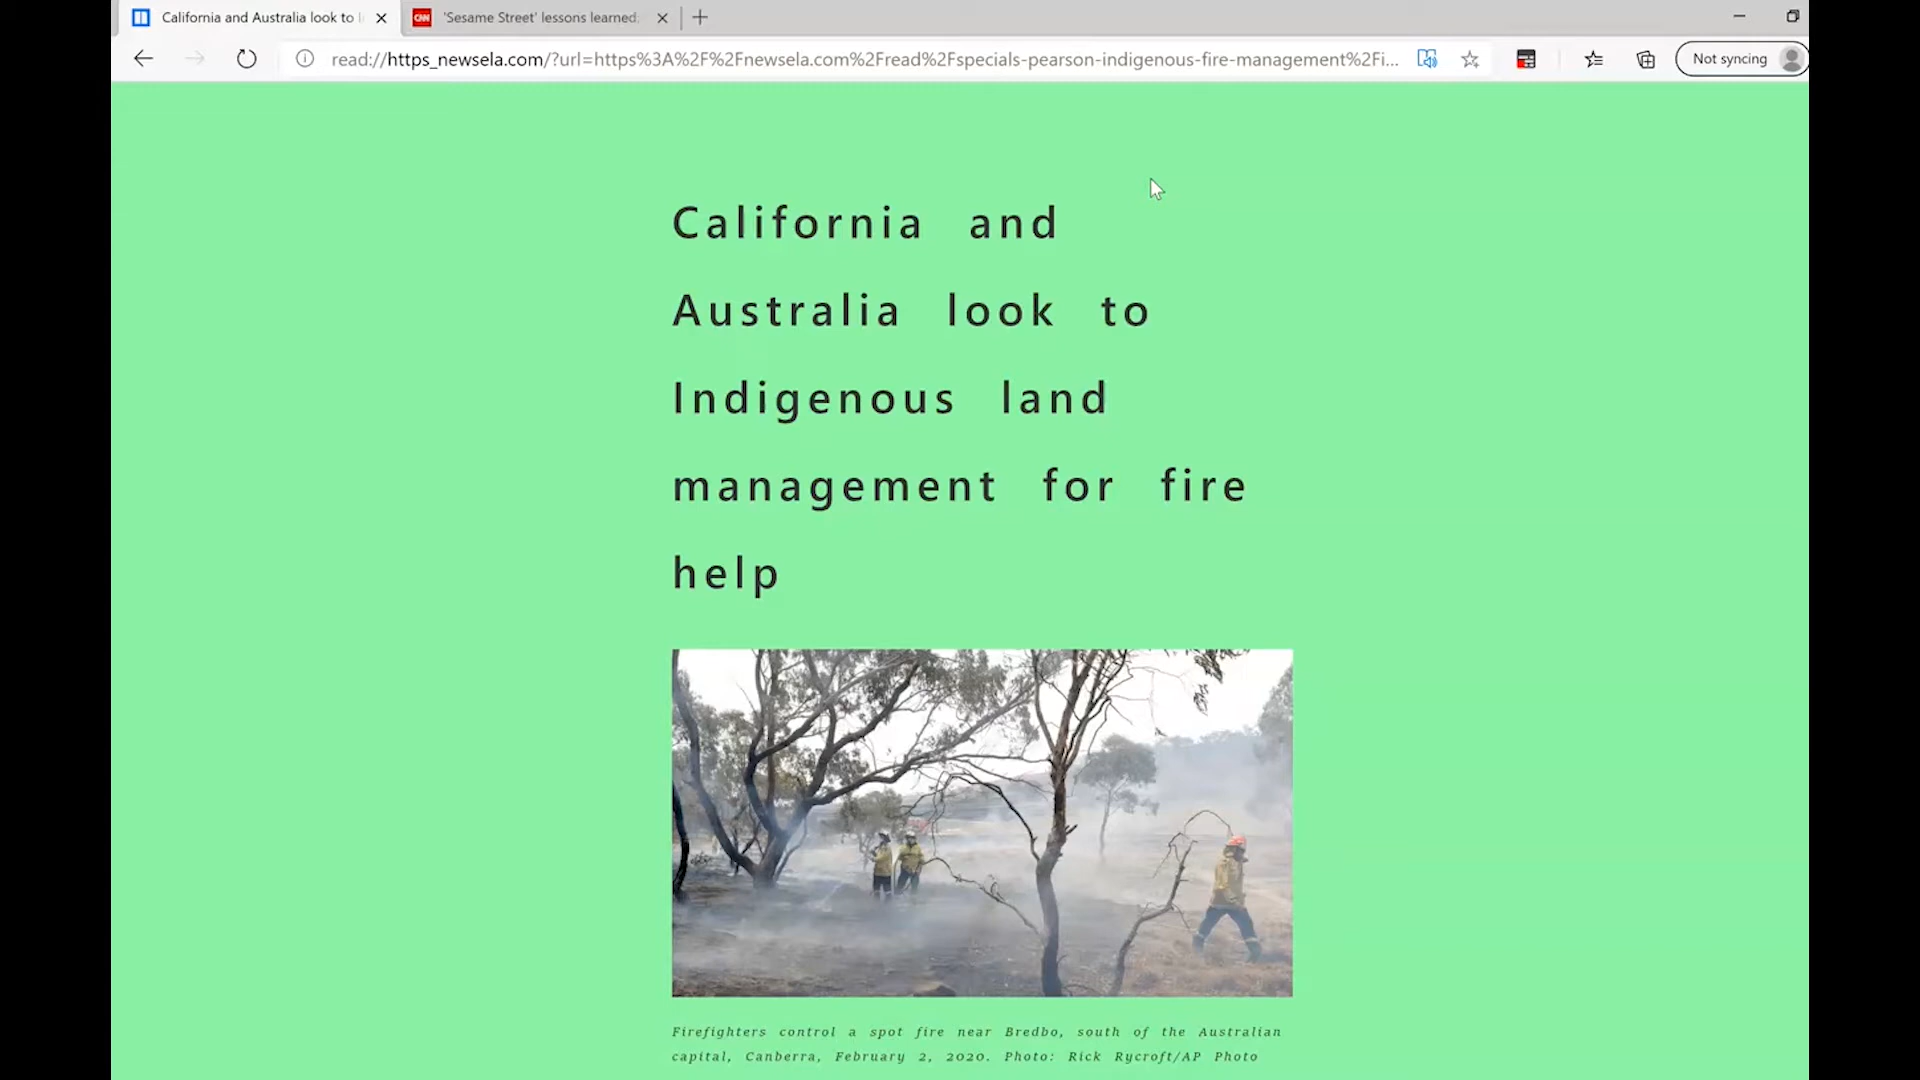 California and Australia look to l
'Sesame Street' lessons learned:
read://https_newsela.com/?url=https%3A%2F%2Fnewsela.com%2Fread%2Fspecials-pearson-indigenous-fire-management%2Fi...
Not syncing
California and
Australia look to
Indigenous land
management for fire
help
Firefighters control a spot fire near Bredbo, south of the Australian
capital, Canberra, February 2, 2020. Photo: Rick Rycroft/AP Photo